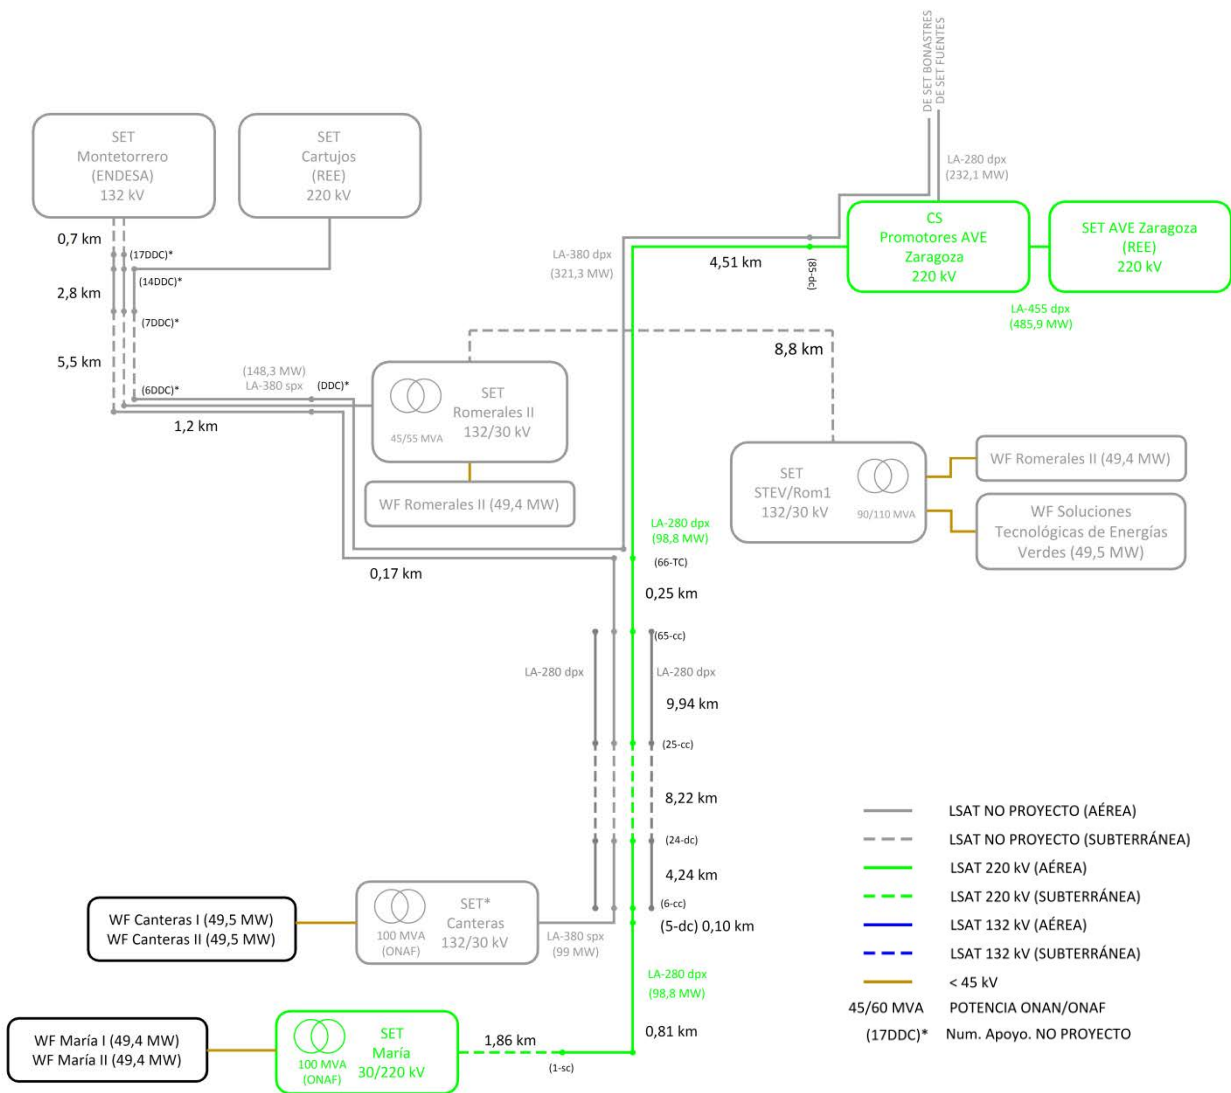 DE SET BONASTRES
DE SET FUENTES
SET
Montetorrero
(ENDESA)
132 kV
SET
Cartujos
(REE)
220 kV
LA-280 dpx
(232,1 MW)
CS
Promotores AVE
Zaragoza
220 kV
SET AVE Zaragoza
(REE)
220 kV
0,7 km
(17DDC)*
LA-380 dpx
(321,3 MW)
4,51 km
(85-dc)
2,8 km
(14DDC)*
LA-455 dpx
(485,9 MW)
(7DDC)*
5,5 km
8,8 km
(148,3 MW)
LA-380 spx
(6DDC)*
(DDC)*
1,2 km
SET
Romerales II
132/30 kV
45/55 MVA
WF Romerales II (49,4 MW)
SET
STEV/Rom1
132/30 kV
90/110 MVA
WF Romerales II (49,4 MW)
WF Soluciones
Tecnológicas de Energías
Verdes (49,5 MW)
LA-280 dpx
(98,8 MW)
(66-TC)
0,17 km
0,25 km
(65-cc)
LA-280 dpx
LA-280 dpx
9,94 km
(25-cc)
8,22 km
(24-dc)
4,24 km
(6-cc)
(5-dc) 0,10 km
WF Canteras I (49,5 MW)
WF Canteras II (49,5 MW)
SET*
Canteras
132/30 kV
100 MVA
(ONAF)
LA-380 spx
(99 MW)
LA-280 dpx
(98,8 MW)
WF María I (49,4 MW)
WF María II (49,4 MW)
SET
María
30/220 kV
100 MVA
(ONAF)
1,86 km
(1-sc)
0,81 km
LSAT NO PROYECTO (AÉREA)
LSAT NO PROYECTO (SUBTERRÁNEA)
LSAT 220 kV (AÉREA)
LSAT 220 kV (SUBTERRÁNEA)
LSAT 132 kV (AÉREA)
LSAT 132 kV (SUBTERRÁNEA)
< 45 kV
45/60 MVA POTENCIA ONAN/ONAF
(17DDC)* Num. Apoyo. NO PROYECTO